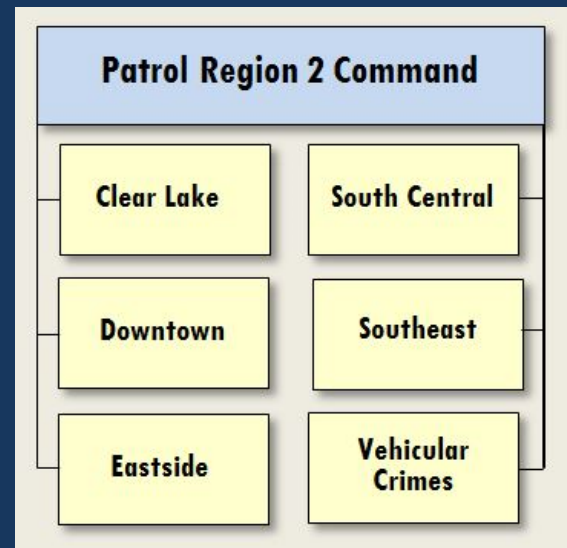 Patrol Region 2 Command
Clear Lake
South Central
Downtown
Southeast
Eastside
Vehicular
Crimes